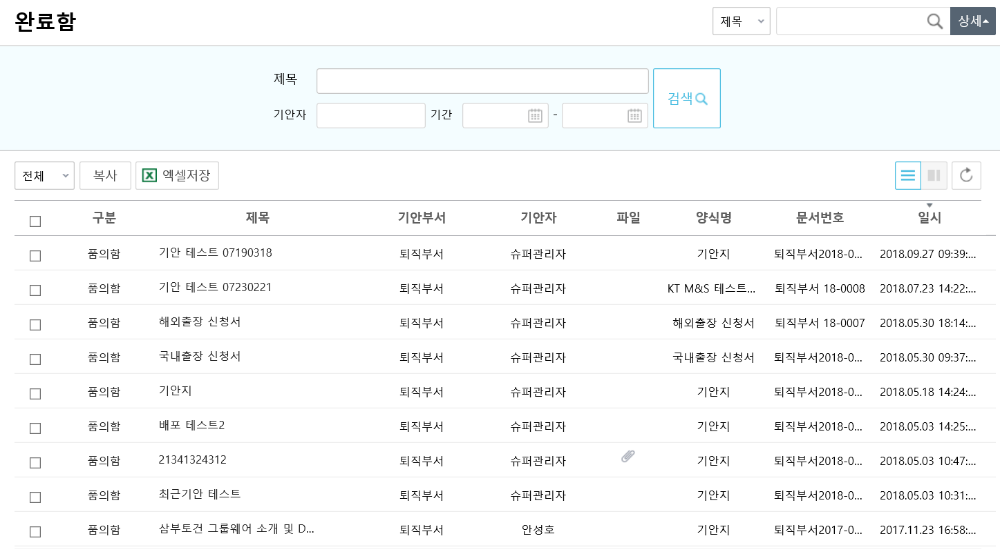 완료함
제목
상세
제목
기안자 기간 -
검색
전체 복사 엑셀저장
구분 제목 기안부서 기안자 파일 양식명 문서번호 일시
품의함 기안 테스트 07190318 퇴직부서 슈퍼관리자 기안지 퇴직부서2018-0... 2018.09.27 09:39:...
품의함 기안 테스트 07230221 퇴직부서 슈퍼관리자 KT M&S 테스트... 퇴직부서 18-0008 2018.07.23 14:22:...
품의함 해외출장 신청서 퇴직부서 슈퍼관리자 해외출장 신청서 퇴직부서 18-0007 2018.05.30 18:14:...
품의함 국내출장 신청서 퇴직부서 슈퍼관리자 국내출장 신청서 퇴직부서2018-0... 2018.05.30 09:37:...
품의함 기안지 퇴직부서 슈퍼관리자 기안지 퇴직부서2018-0... 2018.05.18 14:24:...
품의함 배포 테스트2 퇴직부서 슈퍼관리자 기안지 퇴직부서2018-0... 2018.05.03 14:25:...
품의함 21341324312 퇴직부서 슈퍼관리자 기안지 퇴직부서2018-0... 2018.05.03 10:47:...
품의함 최근기안 테스트 퇴직부서 슈퍼관리자 기안지 퇴직부서2018-0... 2018.05.03 10:31:...
품의함 삼부토건 그룹웨어 소개 및 D... 퇴직부서 안성호 기안지 퇴직부서2017-0... 2017.11.23 16:58:...